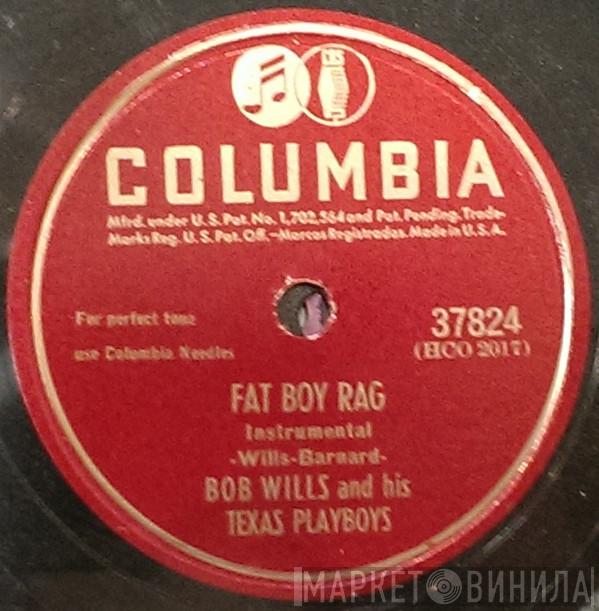 CBS
COLUMBIA
Mfrd. under U.S. Pat. No. 1,702,564 and Pat. Pending. Trade-
Marks Reg. U.S. Pat. Off.—Marcas Registradas. Made in U.S.A.
For perfect tone
use Columbia Needles
37824
(HCO 2017)
FAT BOY RAG
Instrumental
-Wills-Barnard-
BOB WILLS and his
TEXAS PLAYBOYS
МАРКЕТ ВИНИЛА